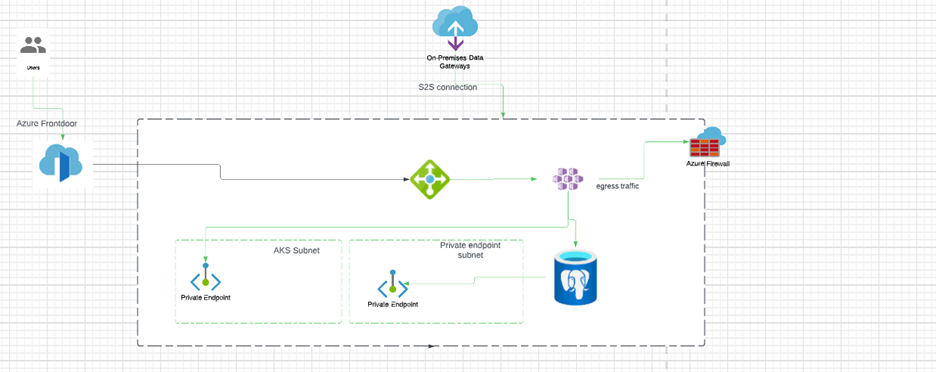 Users
On-Premises Data
Gateways
S2S connection
Azure Frontdoor
Azure Firewall
egress traffic
AKS Subnet
Private endpoint
subnet
Private Endpoint
Private Endpoint